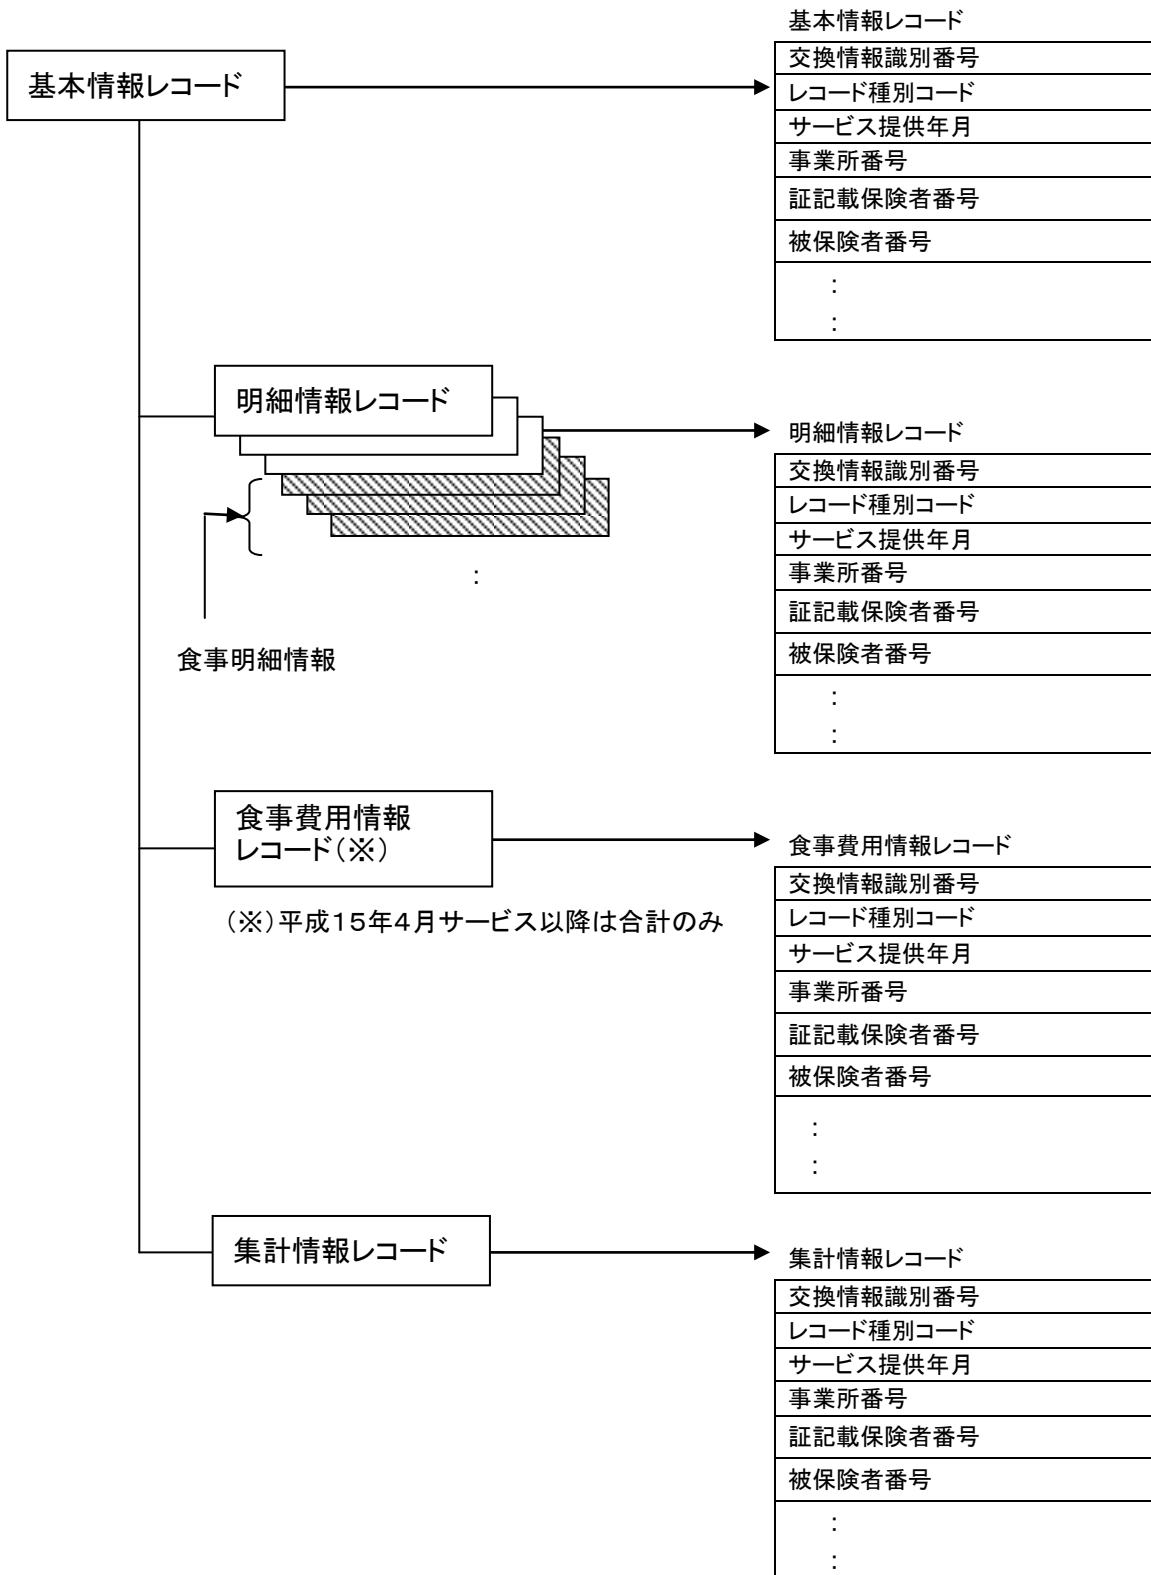 基本情報レコード
基本情報レコード
交換情報識別番号
レコード種別コード
サービス提供年月
事業所番号
証記載保険者番号
被保険者番号
:
:
明細情報レコード
:
食事明細情報
明細情報レコード
交換情報識別番号
レコード種別コード
サービス提供年月
事業所番号
証記載保険者番号
被保険者番号
:
:
食事費用情報
レコード(※)
(※)平成15年4月サービス以降は合計のみ
食事費用情報レコード
交換情報識別番号
レコード種別コード
サービス提供年月
事業所番号
証記載保険者番号
被保険者番号
:
:
集計情報レコード
集計情報レコード
交換情報識別番号
レコード種別コード
サービス提供年月
事業所番号
証記載保険者番号
被保険者番号
:
: